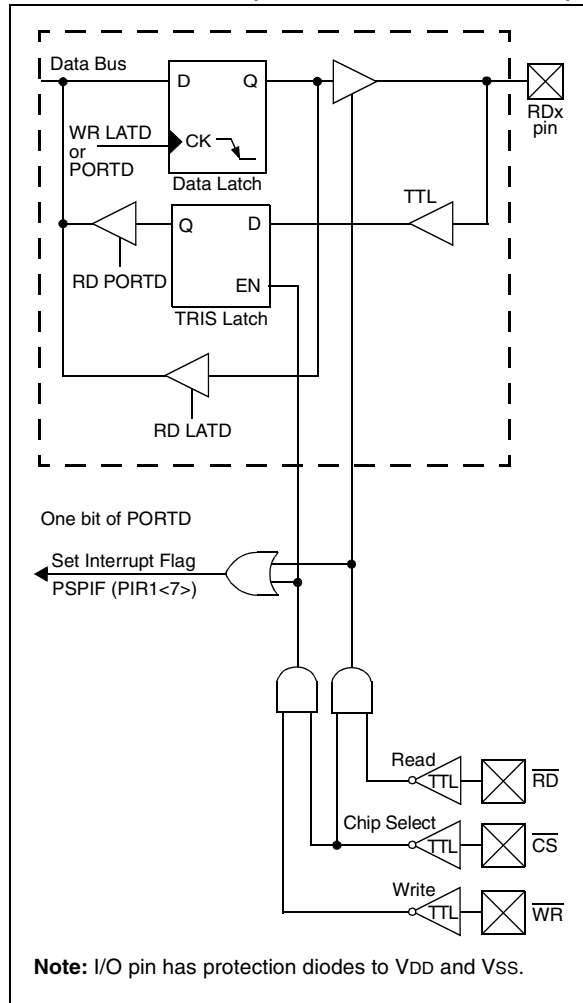 Data Bus
D Q
WR LATD
or
PORTD
CK
Data Latch
RDx
pin
TTL
Q D
RD PORTD
EN
TRIS Latch
RD LATD
One bit of PORTD
Set Interrupt Flag
PSPIF (PIR1<7>)
Read
TTL
RD
Chip Select
TTL
CS
Write
TTL
WR
Note: I/O pin has protection diodes to VDD and VSS.